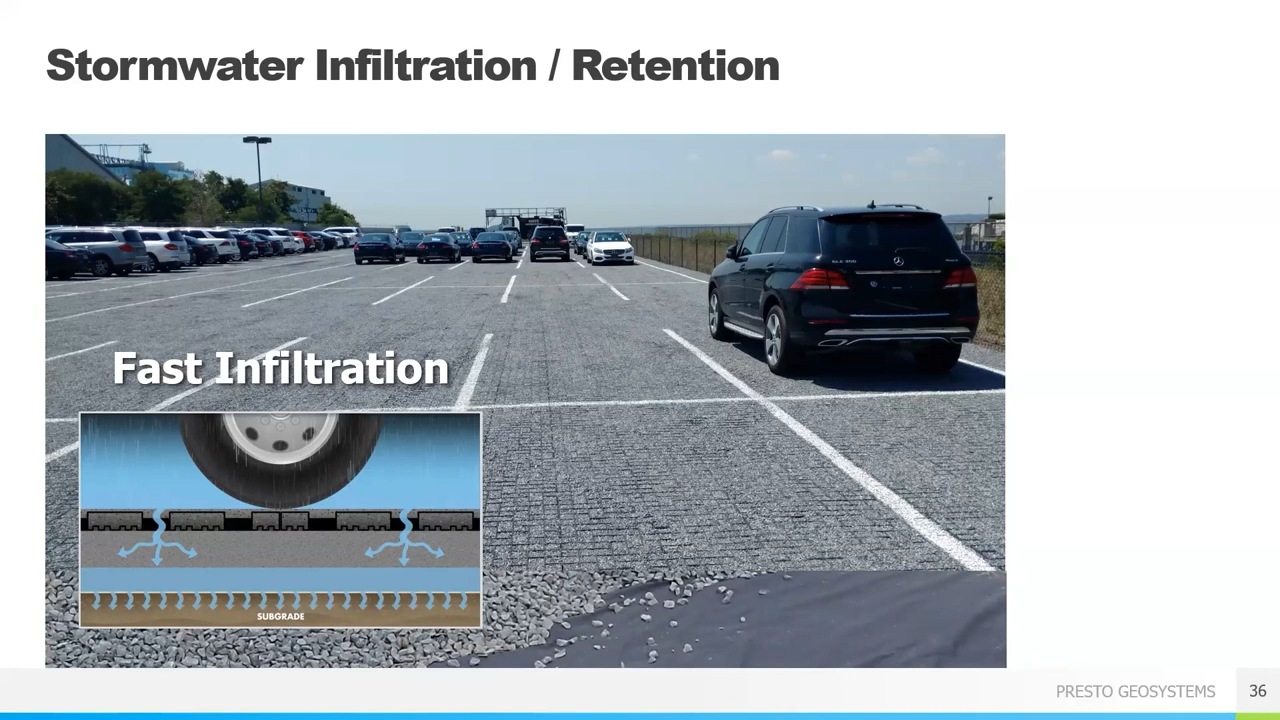 Stormwater Infiltration / Retention
Fast Infiltration
SUBGRADE
PRESTO GEOSYSTEMS
36